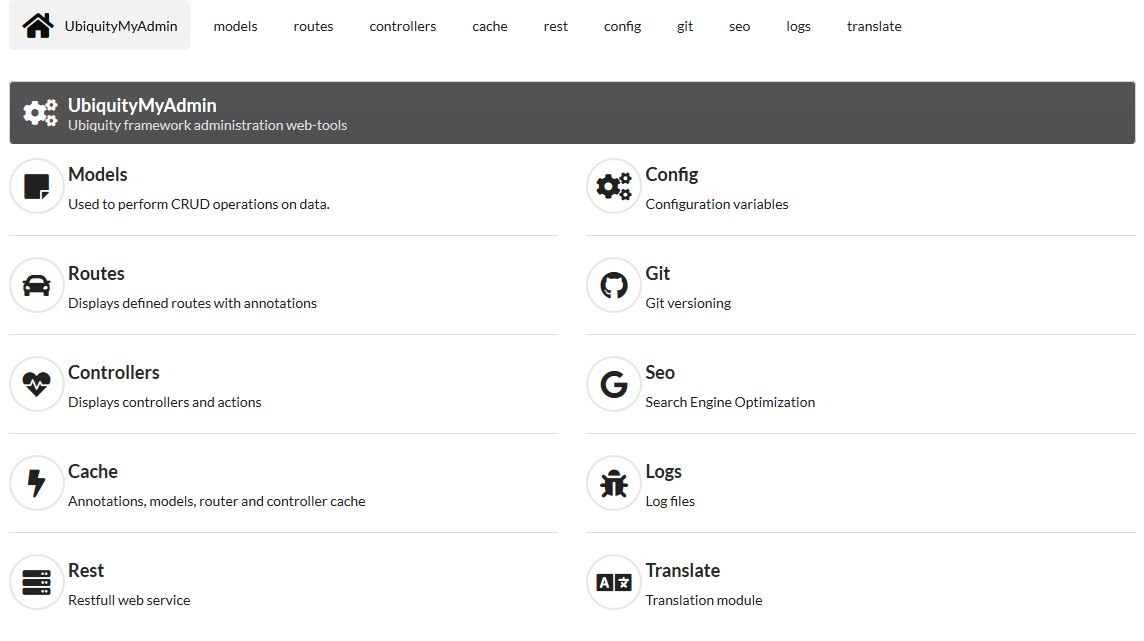 UbiquityMyAdmin models routes controllers cache rest config git seo logs translate
UbiquityMyAdmin
Ubiquity framework administration web-tools
Models
Used to perform CRUD operations on data.
Routes
Displays defined routes with annotations
Controllers
Displays controllers and actions
Cache
Annotations, models, router and controller cache
Rest
Restfull web service
Config
Configuration variables
Git
Git versioning
Seo
Search Engine Optimization
Logs
Log files
Translate
Translation module